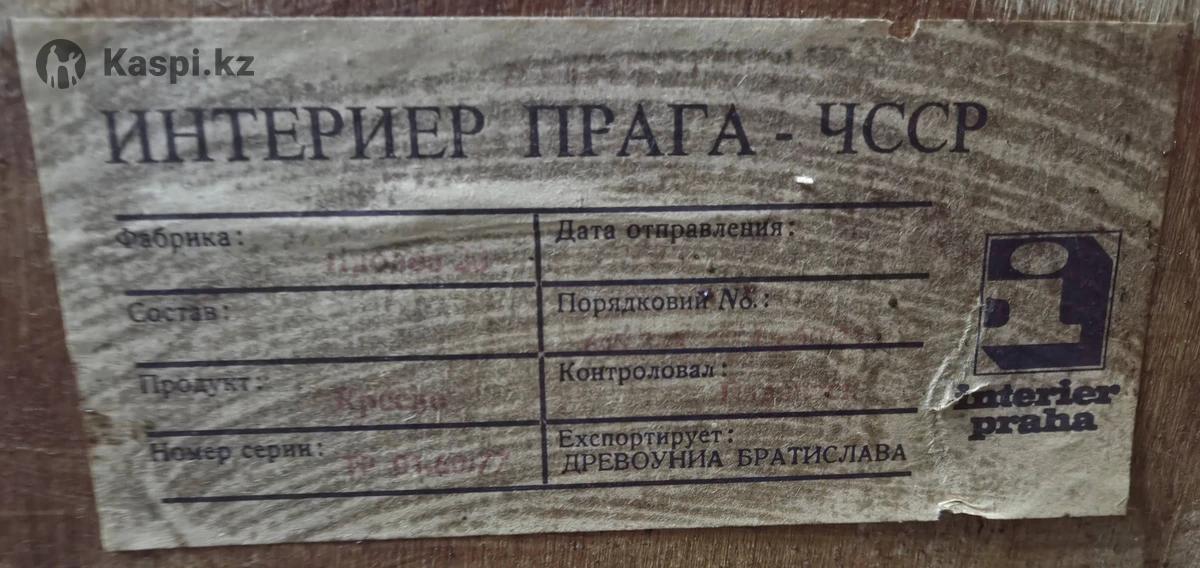 Kaspi.kz
ИНТЕРИЕР ПРАГА - ЧССР
Фабрика:
Дата отправления:
Состав:
Порядковий No.:
Продукт: Кресло
Контроловал:
Номер серии:
Експортирует:
ДРЕВОУНИА БРАТИСЛАВА
interier
praha